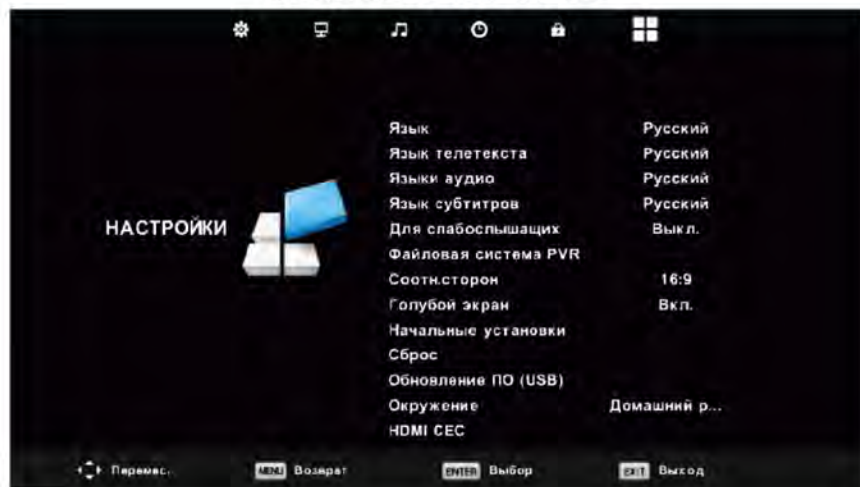 Язык Русский
Язык телетекста Русский
Языки аудио Русский
Язык субтитров Русский
НАСТРОЙКИ
Для слабослышащих Выкл.
Файловая система PVR
Соотн.сторон 16:9
Голубой экран Вкл.
Начальные установки
Сброс
Обновление ПО (USB)
Окружение Домашний р...
HDMI CEC
Перемес. MENU Возврат ENTER Выбор EXIT Выход